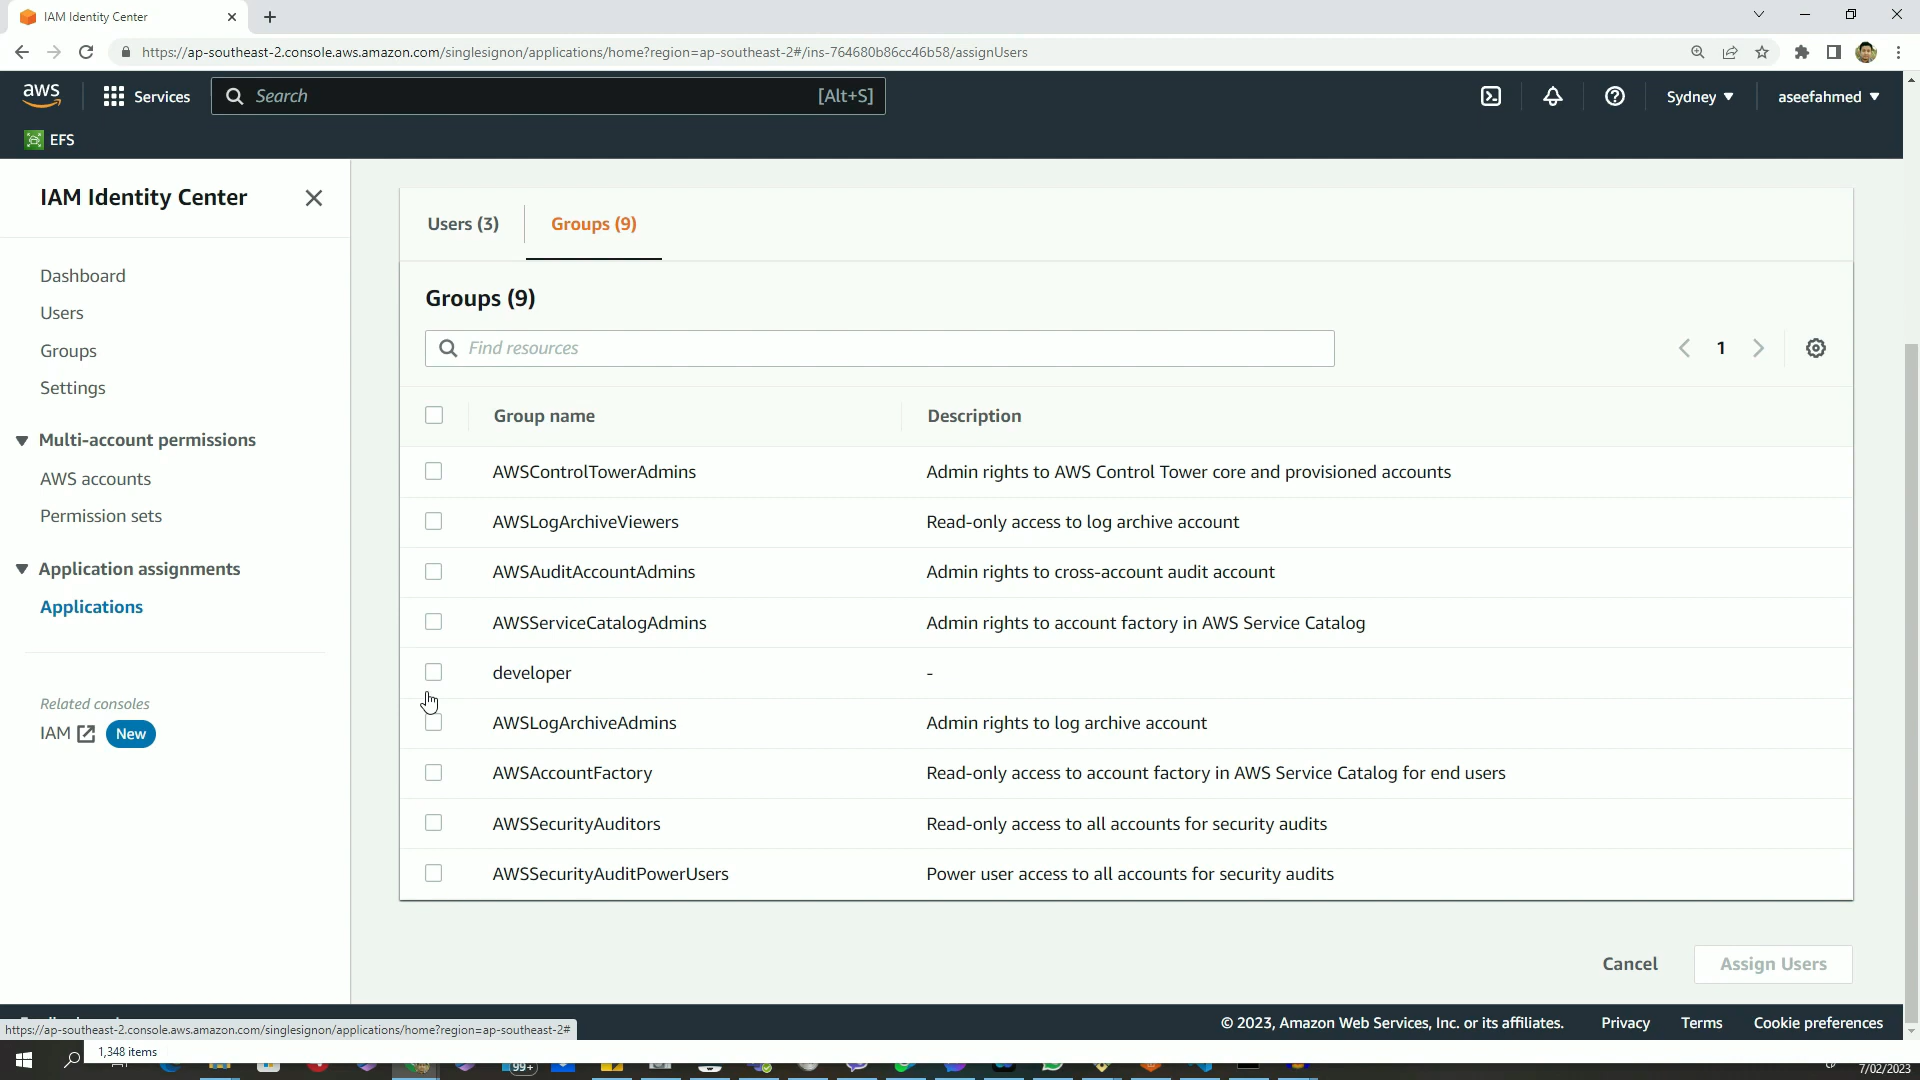 IAM Identity Center
https://ap-southeast-2.console.aws.amazon.com/singlesignon/applications/home?region=ap-southeast-2#/ins-764680b86cc46b58/assignUsers
aws
Services
Search
[Alt+S]
Sydney
aseefahmed
EFS
IAM Identity Center
Dashboard
Users
Groups
Settings
Multi-account permissions
AWS accounts
Permission sets
Application assignments
Applications
Related consoles
IAM New
Users (3)
Groups (9)
Groups (9)
Find resources
1
Group name Description
AWSControlTowerAdmins Admin rights to AWS Control Tower core and provisioned accounts
AWSLogArchiveViewers Read-only access to log archive account
AWSAuditAccountAdmins Admin rights to cross-account audit account
AWSServiceCatalogAdmins Admin rights to account factory in AWS Service Catalog
developer -
AWSLogArchiveAdmins Admin rights to log archive account
AWSAccountFactory Read-only access to account factory in AWS Service Catalog for end users
AWSSecurityAuditors Read-only access to all accounts for security audits
AWSSecurityAuditPowerUsers Power user access to all accounts for security audits
Cancel
Assign Users
© 2023, Amazon Web Services, Inc. or its affiliates.
Privacy
Terms
Cookie preferences
https://ap-southeast-2.console.aws.amazon.com/singlesignon/applications/home?region=ap-southeast-2#
1,348 items
99+
7/02/2023